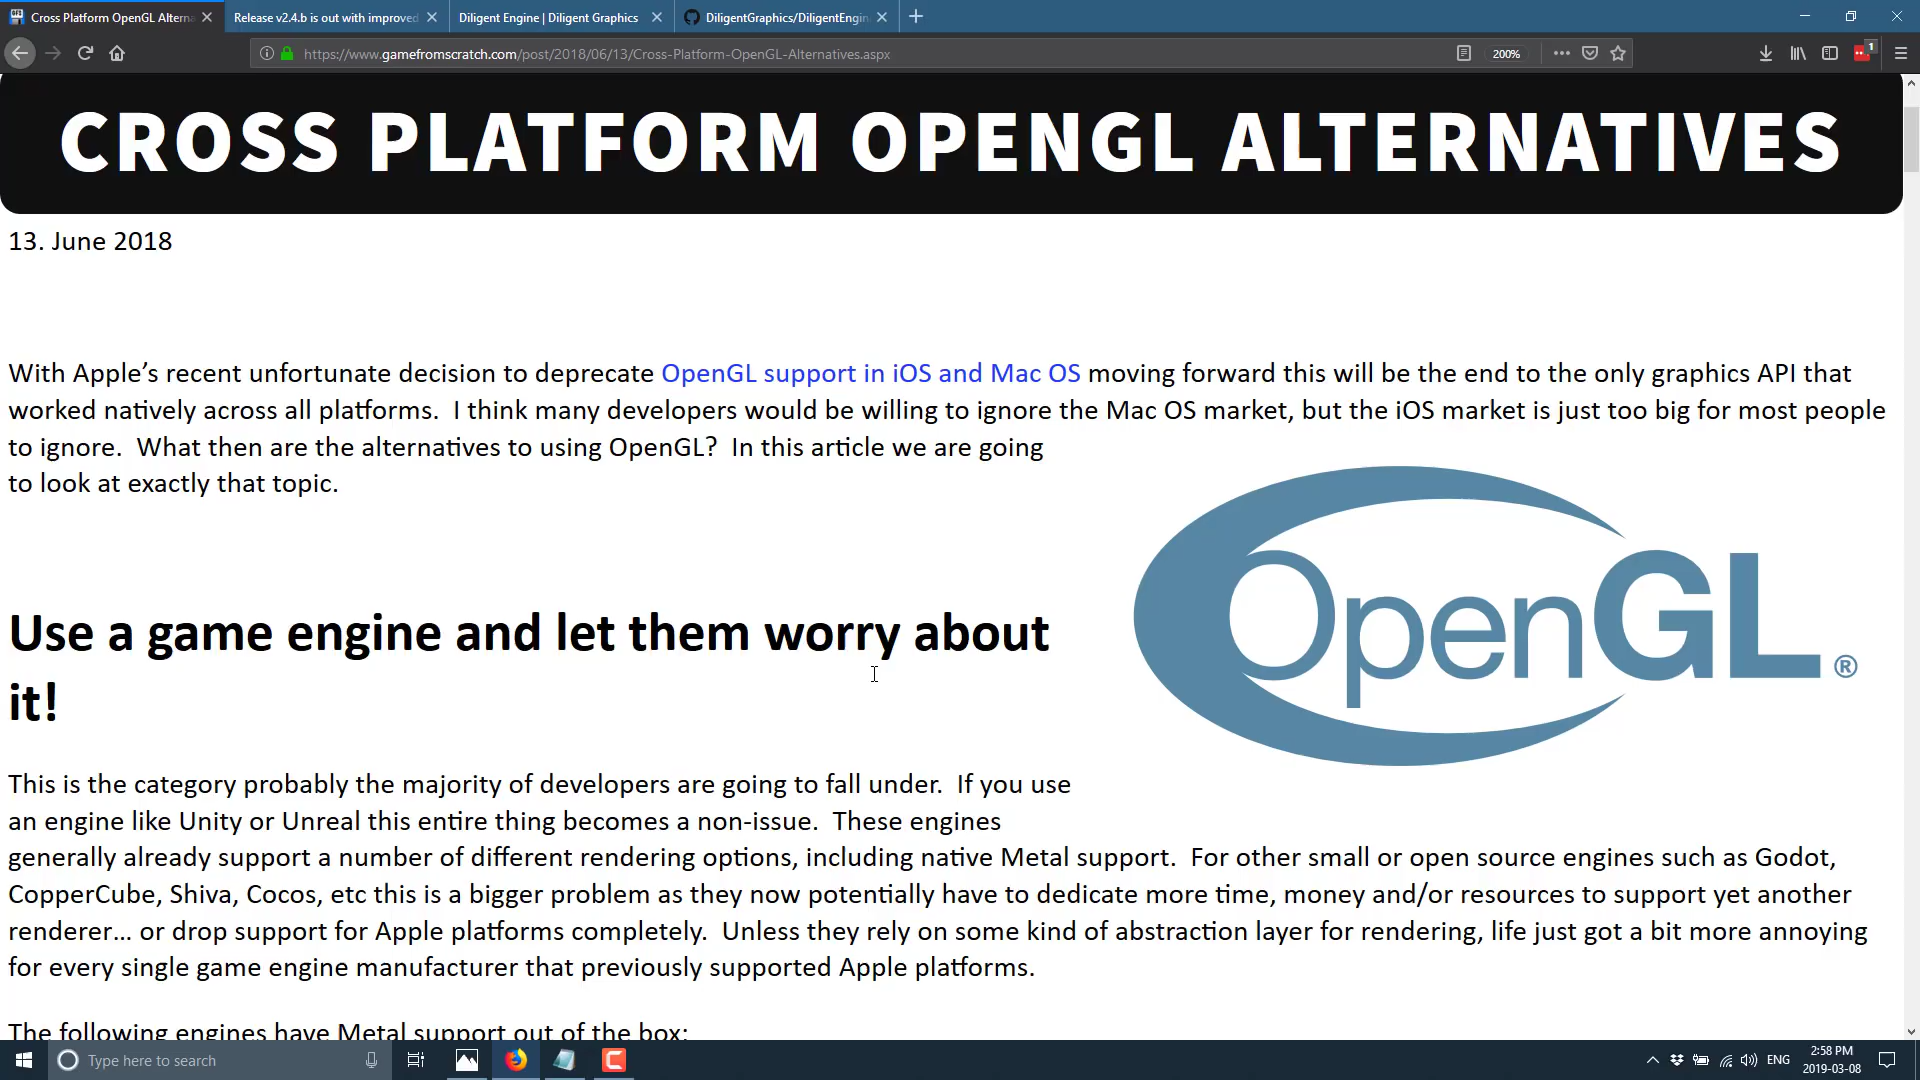 Cross Platform OpenGL Alterna
Release v2.4.b is out with improved
Diligent Engine | Diligent Graphics
DiligentGraphics/DiligentEngin
https://www.gamefromscratch.com/post/2018/06/13/Cross-Platform-OpenGL-Alternatives.aspx
200%
1
CROSS PLATFORM OPENGL ALTERNATIVES
13. June 2018
With Apple’s recent unfortunate decision to deprecate OpenGL support in iOS and Mac OS moving forward this will be the end to the only graphics API that
worked natively across all platforms. I think many developers would be willing to ignore the Mac OS market, but the iOS market is just too big for most people
to ignore. What then are the alternatives to using OpenGL? In this article we are going
to look at exactly that topic.
OpenGL®
Use a game engine and let them worry about
it!
This is the category probably the majority of developers are going to fall under. If you use
an engine like Unity or Unreal this entire thing becomes a non-issue. These engines
generally already support a number of different rendering options, including native Metal support. For other small or open source engines such as Godot,
CopperCube, Shiva, Cocos, etc this is a bigger problem as they now potentially have to dedicate more time, money and/or resources to support yet another
renderer… or drop support for Apple platforms completely. Unless they rely on some kind of abstraction layer for rendering, life just got a bit more annoying
for every single game engine manufacturer that previously supported Apple platforms.
The following engines have Metal support out of the box:
Type here to search
ENG
2:58 PM
2019-03-08